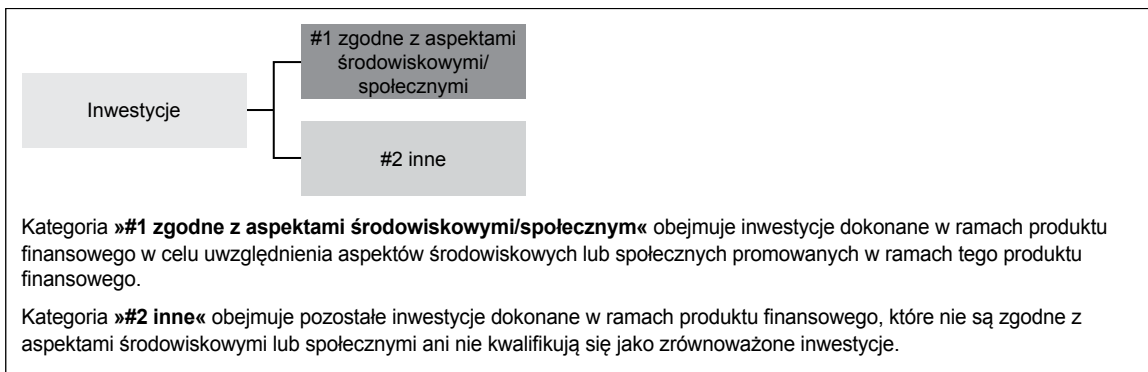 #1 zgodne z aspektami
środowiskowymi/
społecznymi
Inwestycje
#2 inne
Kategoria »#1 zgodne z aspektami środowiskowymi/społecznym« obejmuje inwestycje dokonane w ramach produktu
finansowego w celu uwzględnienia aspektów środowiskowych lub społecznych promowanych w ramach tego produktu
finansowego.
Kategoria »#2 inne« obejmuje pozostałe inwestycje dokonane w ramach produktu finansowego, które nie są zgodne z
aspektami środowiskowymi lub społecznymi ani nie kwalifikują się jako zrównoważone inwestycje.